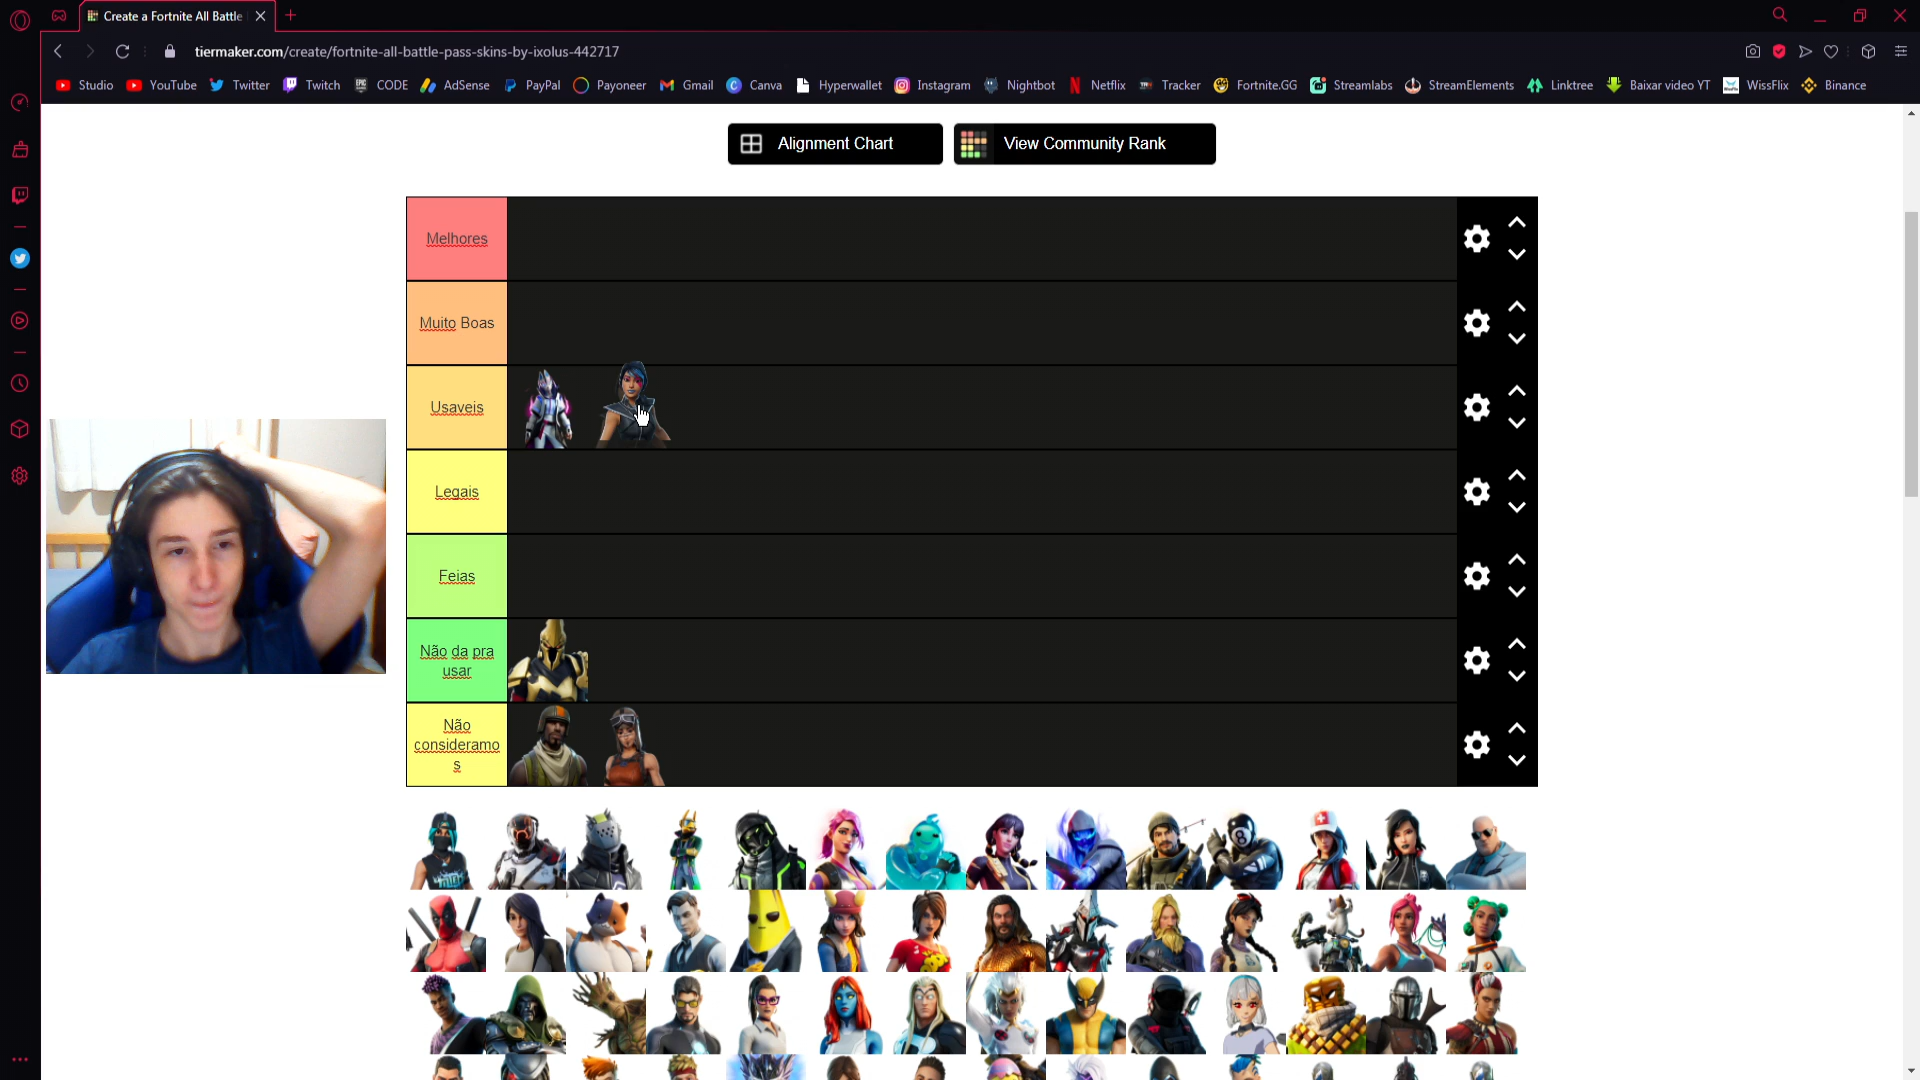 Create a Fortnite All Battle
tiermaker.com/create/fortnite-all-battle-pass-skins-by-ixolus-442717
Studio YouTube Twitter Twitch CODE AdSense PayPal Payoneer Gmail Canva Hyperwallet Instagram Nightbot Netflix Tracker Fortnite.GG Streamlabs StreamElements Linktree Baixar video YT WissFlix Binance
Alignment Chart View Community Rank
Melhores
Muito Boas
Usaveis
Legais
Feias
Não da pra
usar
Não
consideramo
s